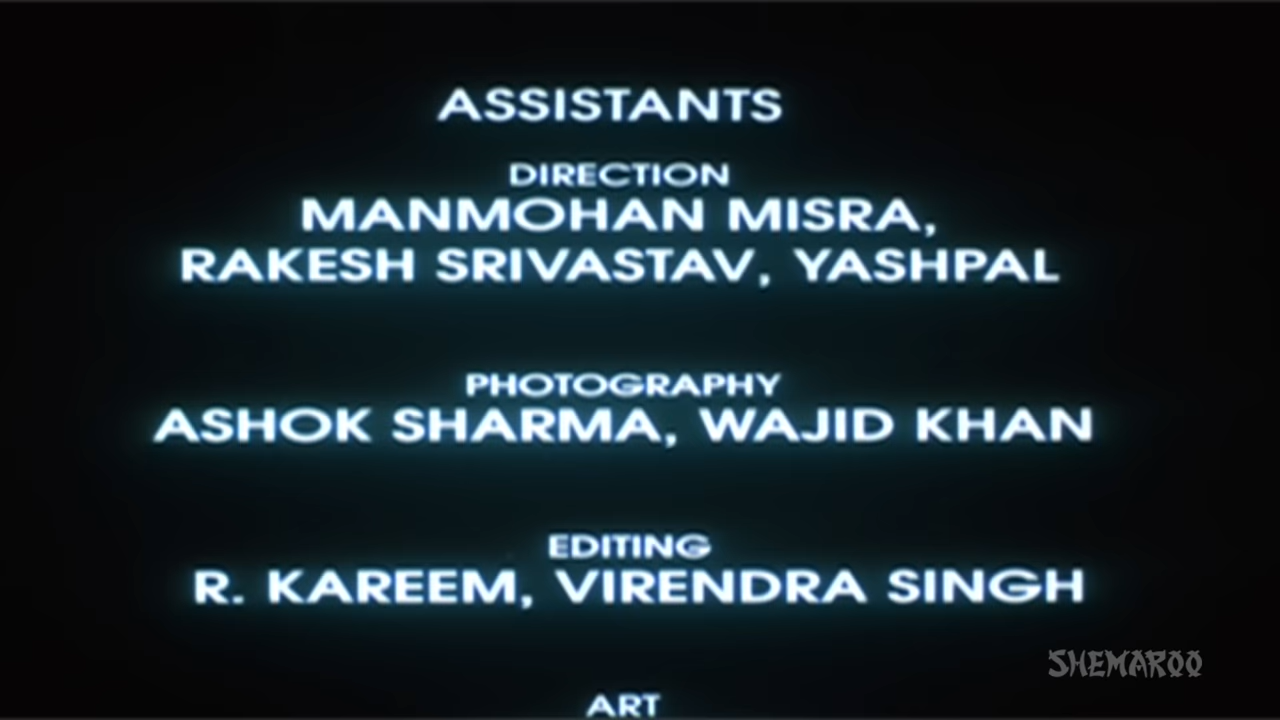 ASSISTANTS
DIRECTION
MANMOHAN MISRA,
RAKESH SRIVASTAV, YASHPAL
PHOTOGRAPHY
ASHOK SHARMA, WAJID KHAN
EDITING
R. KAREEM, VIRENDRA SINGH
SHEMAROO
ART